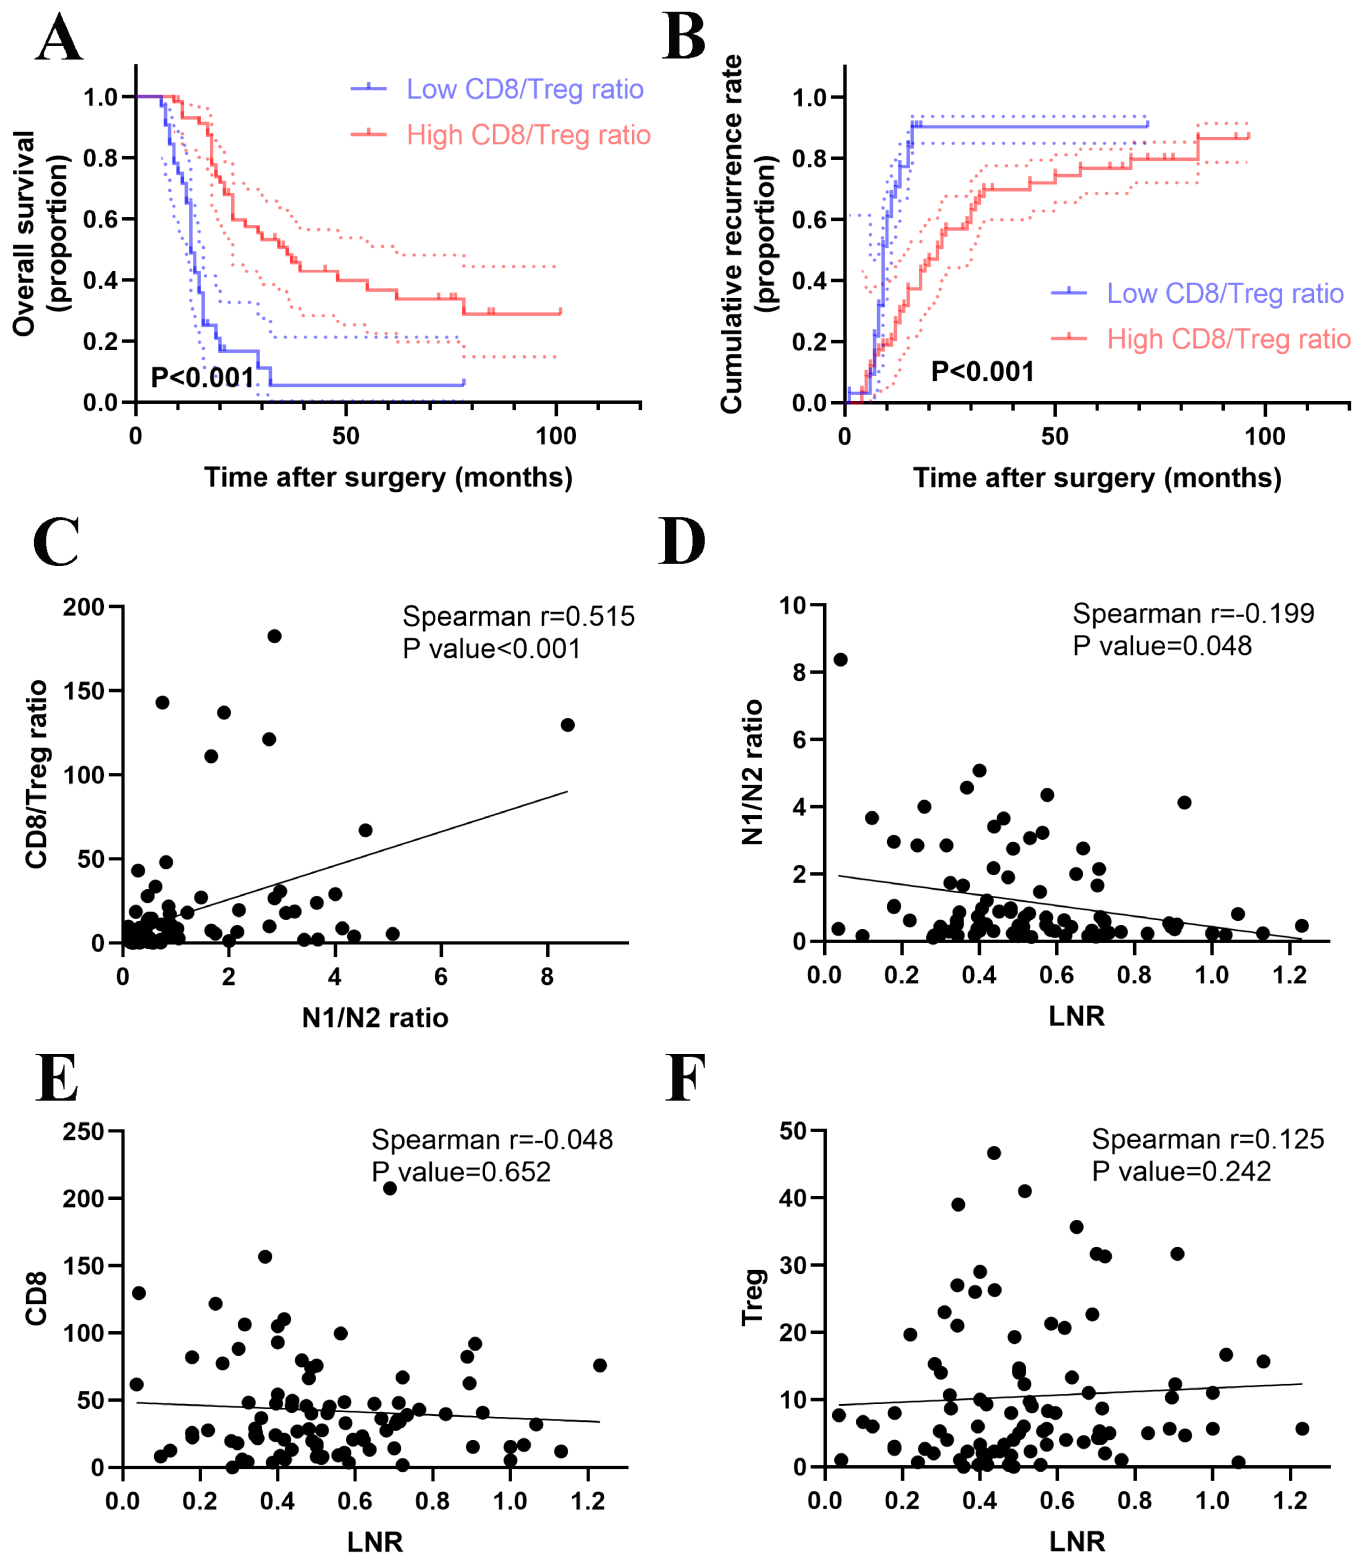 A
Overall survival
(proportion)
1.0
0.8
0.6
0.4
0.2
0.0
Low CD8/Treg ratio
High CD8/Treg ratio
P<0.001
0
50
100
Time after surgery (months)
B
Cumulative recurrence rate
(proportion)
1.0
0.8
0.6
0.4
0.2
0.0
Low CD8/Treg ratio
High CD8/Treg ratio
P<0.001
0
50
100
Time after surgery (months)
C
CD8/Treg ratio
200
150
100
50
0
Spearman r=0.515
P value<0.001
0
2
4
6
8
N1/N2 ratio
D
N1/N2 ratio
10
8
6
4
2
0
Spearman r=-0.199
P value=0.048
0.0
0.2
0.4
0.6
0.8
1.0
1.2
LNR
E
CD8
250
200
150
100
50
0
Spearman r=-0.048
P value=0.652
0.0
0.2
0.4
0.6
0.8
1.0
1.2
LNR
F
Treg
50
40
30
20
10
0
Spearman r=0.125
P value=0.242
0.0
0.2
0.4
0.6
0.8
1.0
1.2
LNR